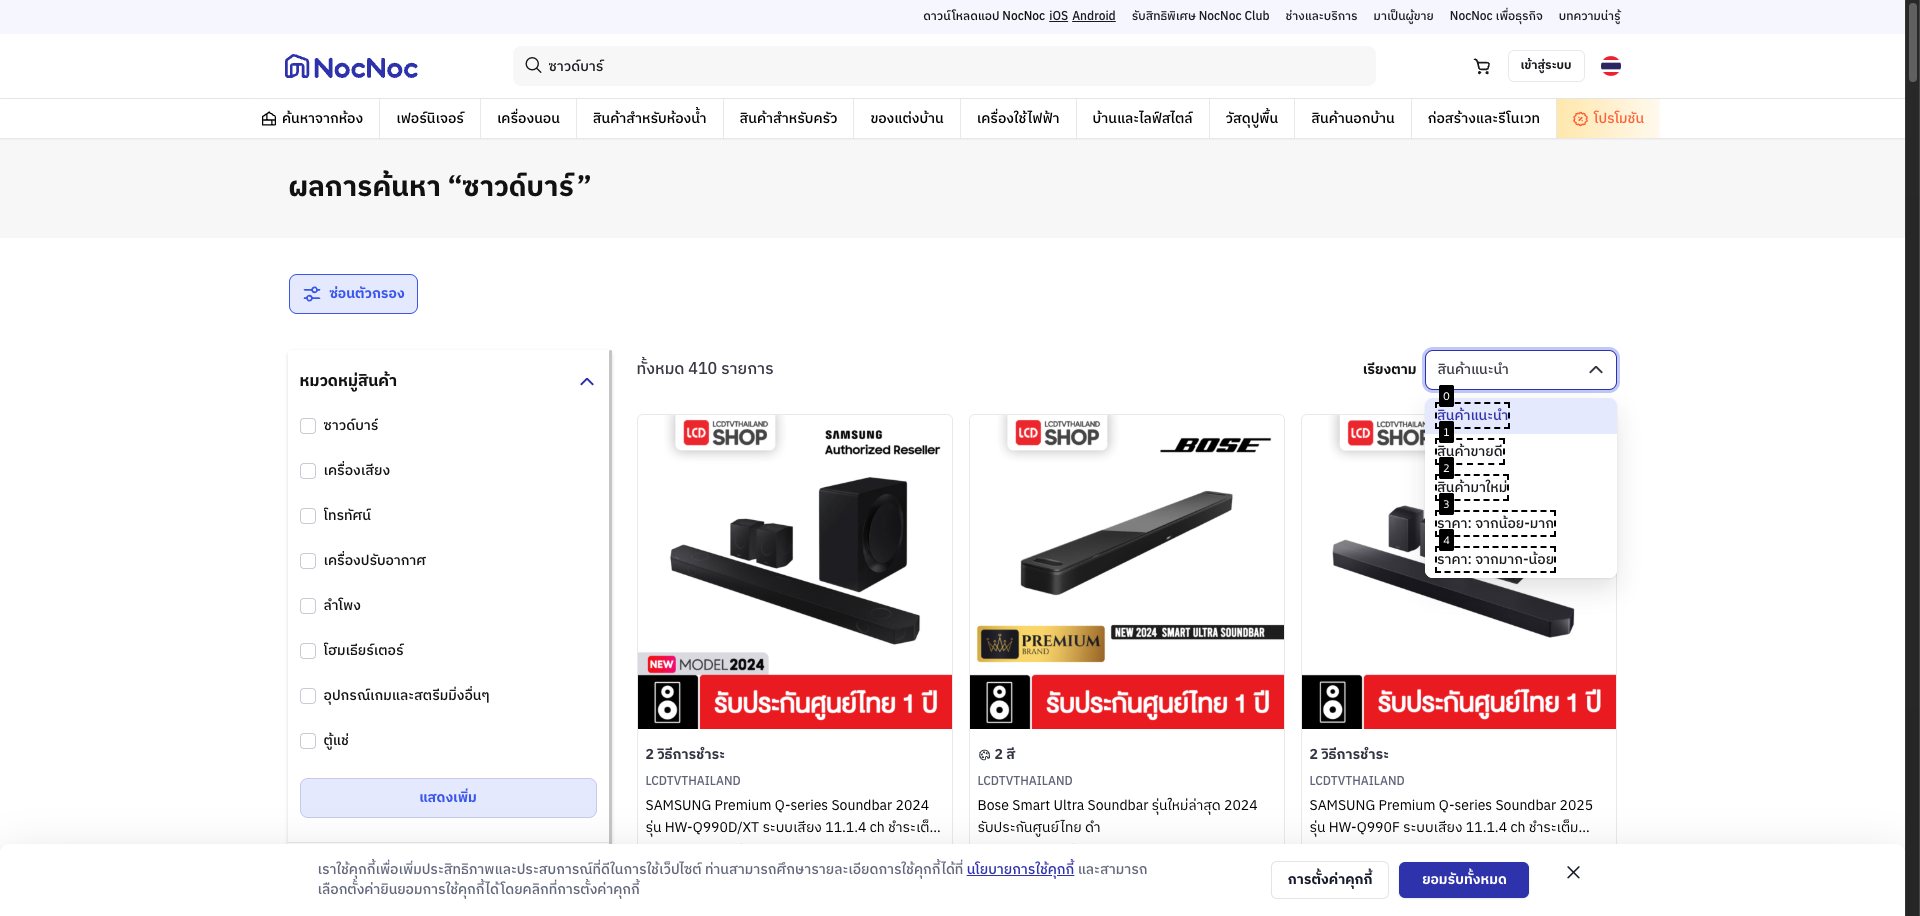 ดาวน์โหลดแอป NocNoc iOS Android รับสิทธิพิเศษ NocNoc Club ช่างและบริการ มาเป็นผู้ขาย NocNoc เพื่อธุรกิจ บทความน่ารู้
NocNoc ซาวด์บาร์ เข้าสู่ระบบ
ค้นหาจากห้อง เฟอร์นิเจอร์ เครื่องนอน สินค้าสำหรับห้องน้ำ สินค้าสำหรับครัว ของแต่งบ้าน เครื่องใช้ไฟฟ้า บ้านและไลฟ์สไตล์ วัสดุปูพื้น สินค้านอกบ้าน ก่อสร้างและรีโนเวท โปรโมชัน
ผลการค้นหา “ซาวด์บาร์”
ซ่อนตัวกรอง
หมวดหมู่สินค้า
ซาวด์บาร์
เครื่องเสียง
โทรทัศน์
เครื่องปรับอากาศ
ลำโพง
โฮมเธียร์เตอร์
อุปกรณ์เกมและสตรีมมิ่งอื่นๆ
ตู้แช่
แสดงเพิ่ม
ทั้งหมด 410 รายการ
เรียงตาม สินค้าแนะนำ
0
สินค้าแนะนำ
1
สินค้าขายดี
2
สินค้ามาใหม่
3
ราคา: จากน้อย-มาก
4
ราคา: จากมาก-น้อย
LCD LCDTVTHAILAND SHOP
SAMSUNG
Authorized Reseller
NEW MODEL 2024
รับประกันศูนย์ไทย 1 ปี
2 วิธีการชำระ
LCDTVTHAILAND
SAMSUNG Premium Q-series Soundbar 2024
รุ่น HW-Q990D/XT ระบบเสียง 11.1.4 ch ชำระเต็...
LCD LCDTVTHAILAND SHOP
BOSE
PREMIUM
BRAND
NEW 2024 SMART ULTRA SOUNDBAR
รับประกันศูนย์ไทย 1 ปี
2 สี
LCDTVTHAILAND
Bose Smart Ultra Soundbar รุ่นใหม่ล่าสุด 2024
รับประกันศูนย์ไทย ดำ
LCD
รับประกันศูนย์ไทย 1 ปี
2 วิธีการชำระ
LCDTVTHAILAND
SAMSUNG Premium Q-series Soundbar 2025
รุ่น HW-Q990F ระบบเสียง 11.1.4 ch ชำระเต็ม...
เราใช้คุกกี้เพื่อเพิ่มประสิทธิภาพและประสบการณ์ที่ดีในการใช้เว็บไซต์ ท่านสามารถศึกษารายละเอียดการใช้คุกกี้ได้ที่ นโยบายการใช้คุกกี้ และสามารถ
เลือกตั้งค่ายินยอมการใช้คุกกี้ได้โดยคลิกที่การตั้งค่าคุกกี้
การตั้งค่าคุกกี้
ยอมรับทั้งหมด